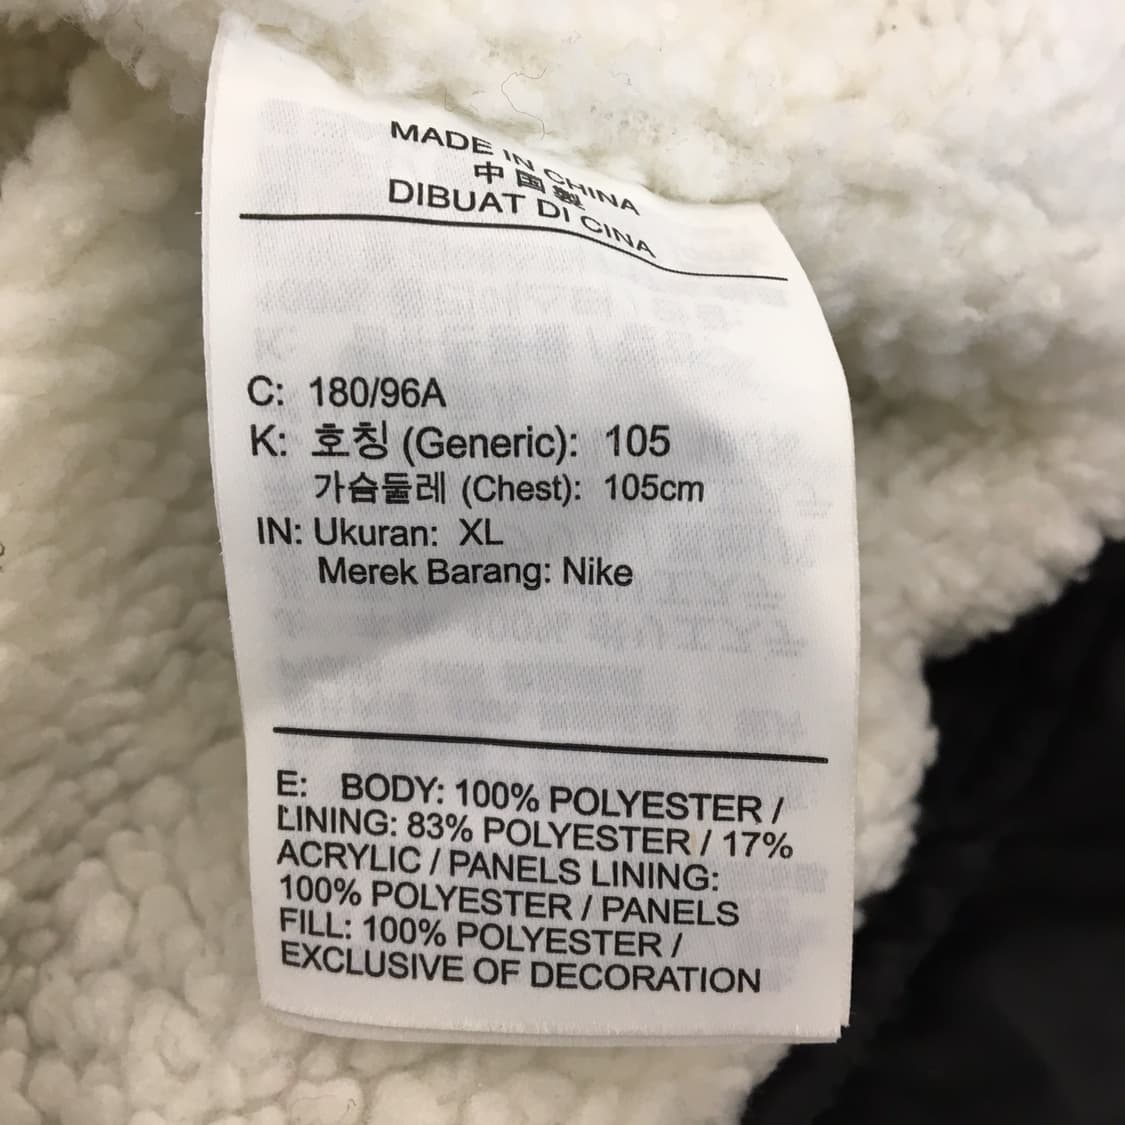 MADE IN CHINA
中国製
DIBUAT DI CINA
C: 180/96A
K: 호칭 (Generic): 105
가슴둘레 (Chest): 105cm
IN: Ukuran: XL
Merek Barang: Nike
E: BODY: 100% POLYESTER /
LINING: 83% POLYESTER / 17%
ACRYLIC / PANELS LINING:
100% POLYESTER / PANELS
FILL: 100% POLYESTER /
EXCLUSIVE OF DECORATION